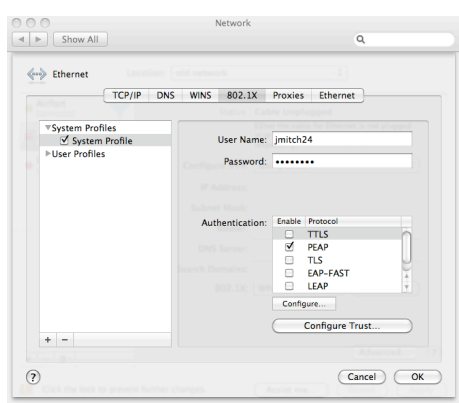 Network
Show All
Ethernet
TCP/IP DNS WINS 802.1X Proxies Ethernet
System Profiles
System Profile
User Profiles
User Name: jmitch24
Password: ••••••••
Authentication:
Enable Protocol
TTLS
PEAP
TLS
EAP-FAST
LEAP
Configure...
Configure Trust...
+ −
? Cancel OK